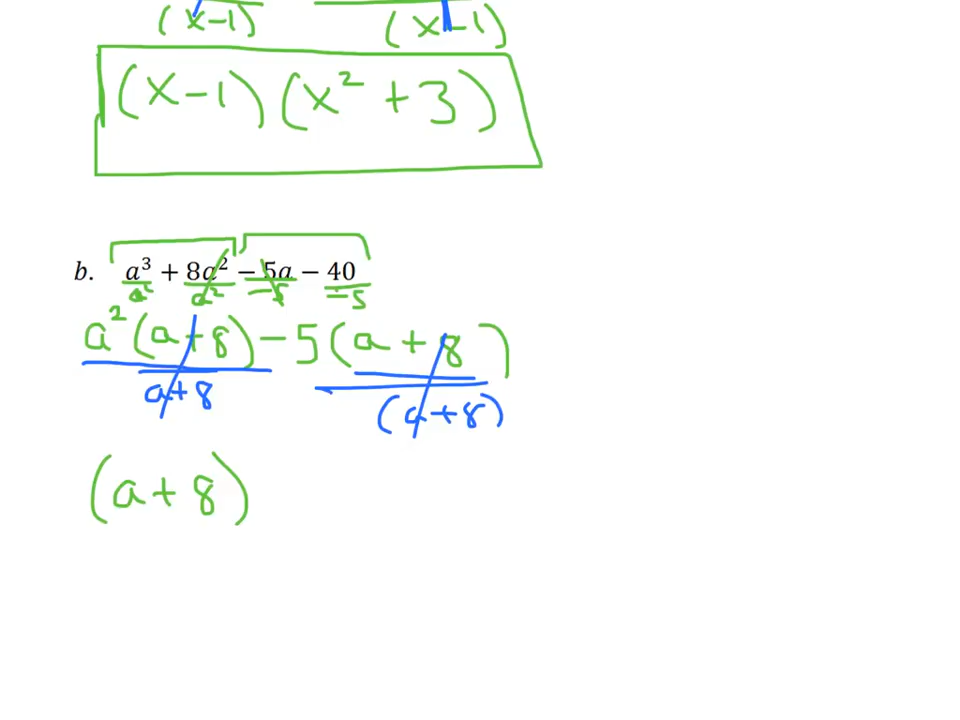 (x-1) (x-1)
(x-1)(x² + 3)
b. a³ + 8a² - 5a - 40
a² a² -5 -5
a²(a+8) - 5(a + 8)
a+8 (a+8)
(a+8)